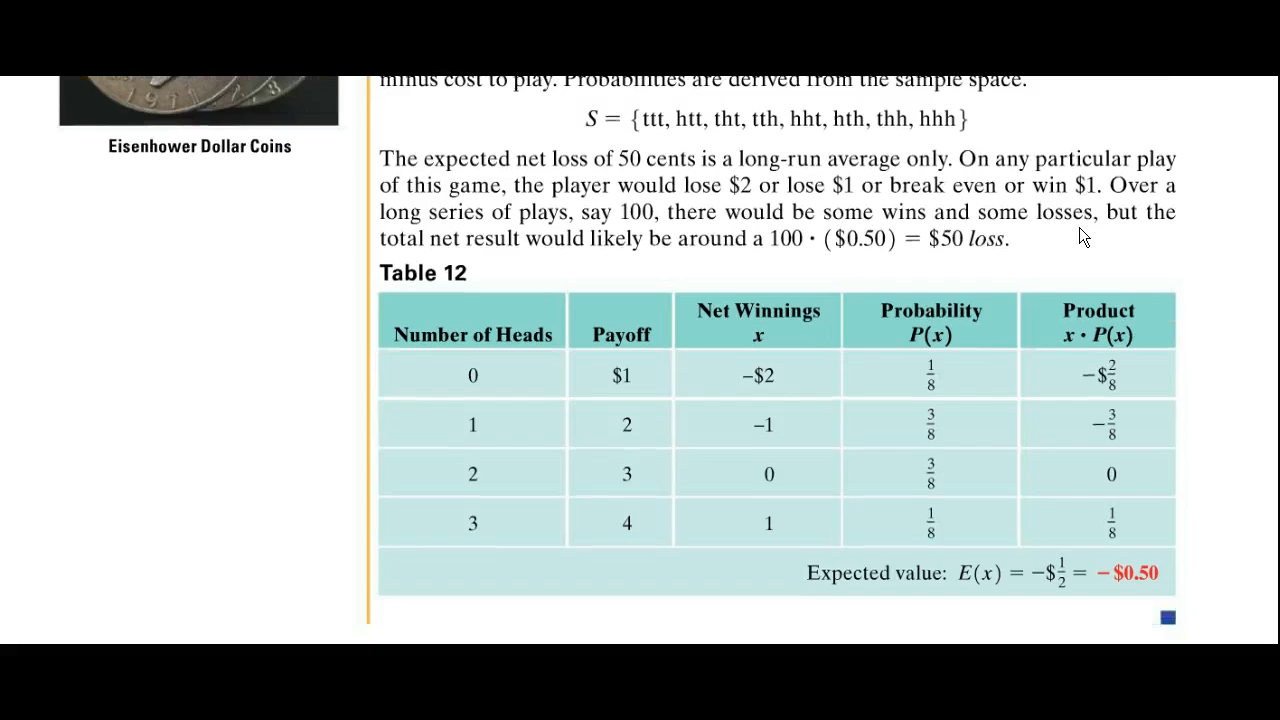 minus cost to play. Probabilities are derived from the sample space.
S = {ttt, htt, tht, tth, hht, hth, thh, hhh}
Eisenhower Dollar Coins
The expected net loss of 50 cents is a long-run average only. On any particular play
of this game, the player would lose $2 or lose $1 or break even or win $1. Over a
long series of plays, say 100, there would be some wins and some losses, but the
total net result would likely be around a 100 · ($0.50) = $50 loss.
Table 12
Number of Heads Payoff Net Winnings x Probability P(x) Product x · P(x)
0 $1 –$2 1/8 –$2/8
1 2 –1 3/8 –3/8
2 3 0 3/8 0
3 4 1 1/8 1/8
Expected value: E(x) = –$1/2 = –$0.50